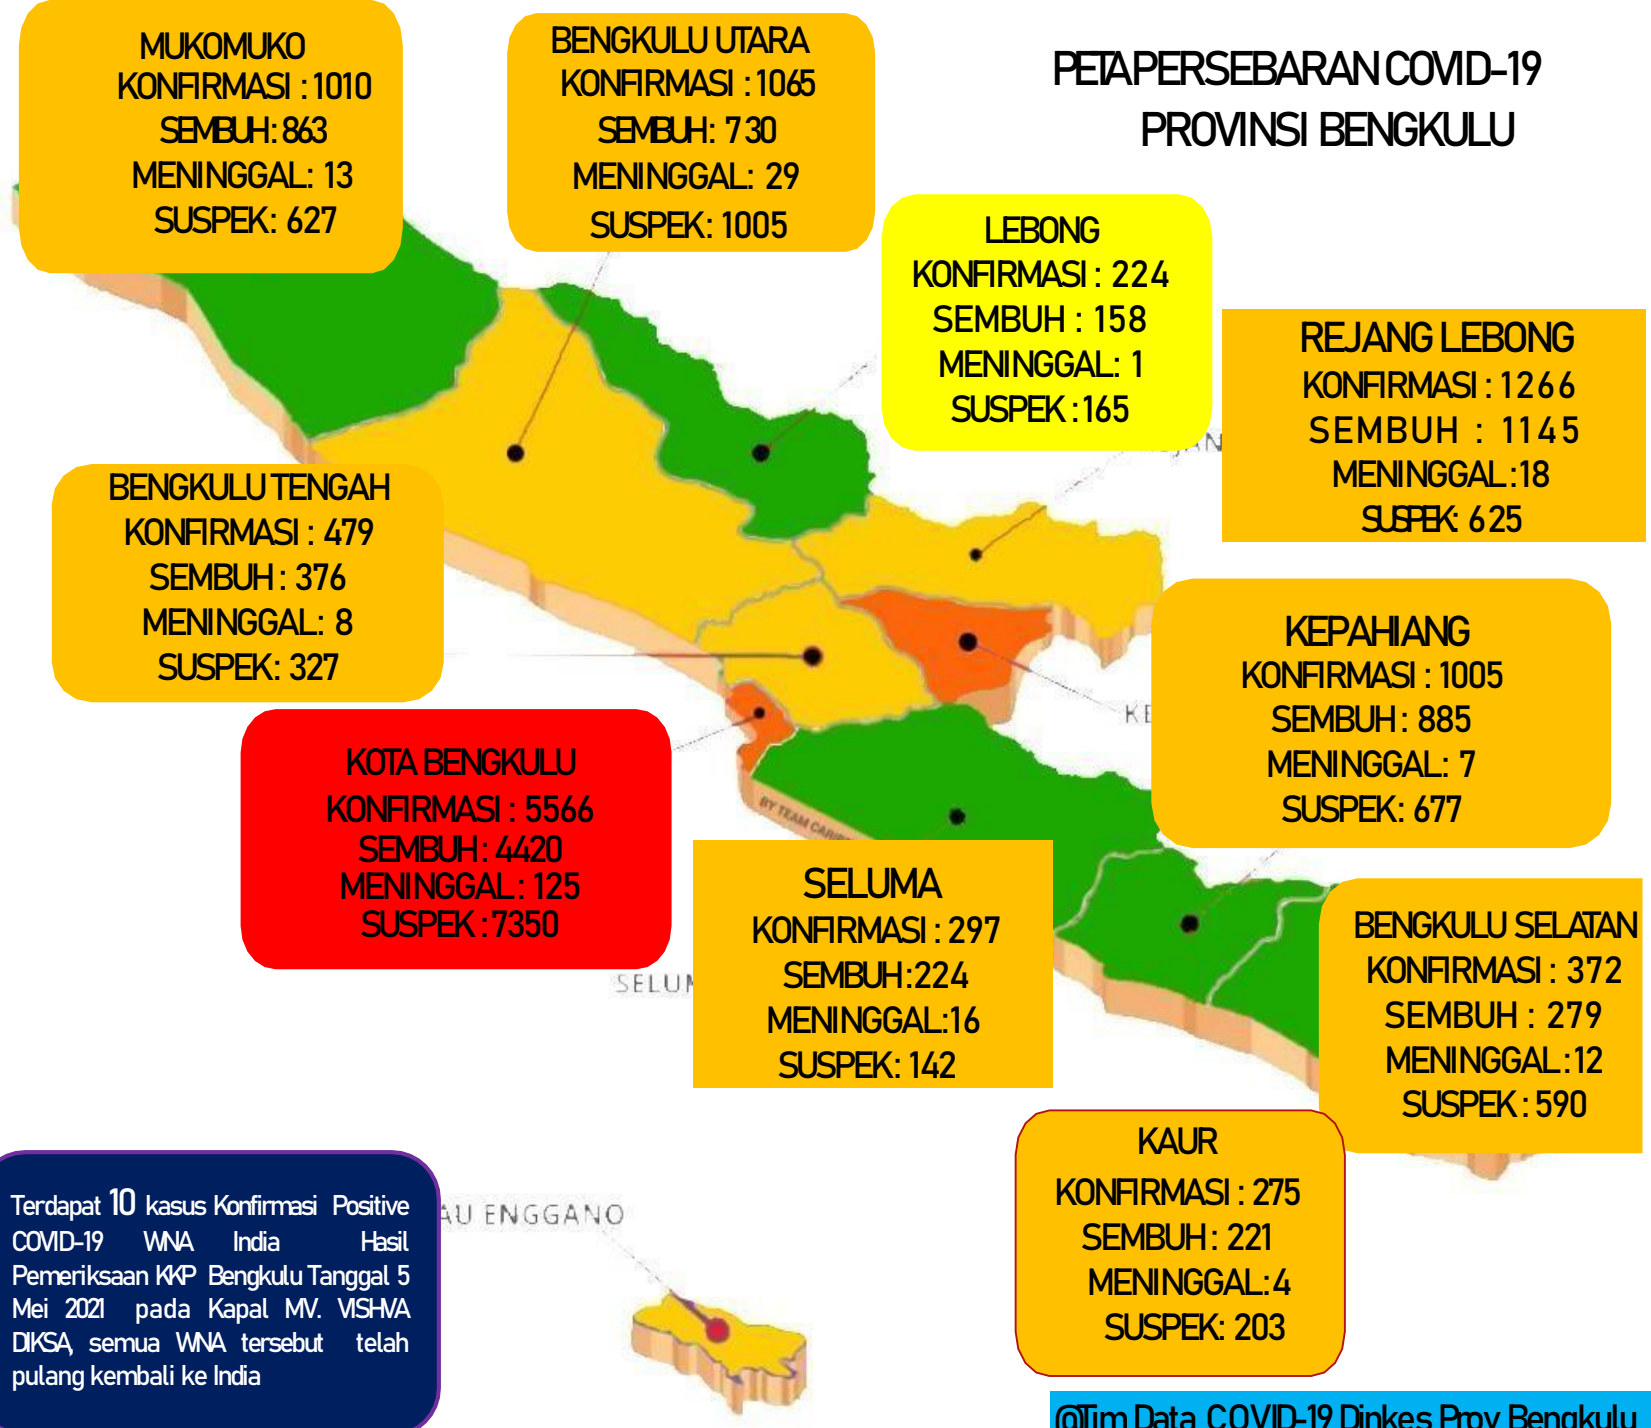 PETA PERSEBARAN COVID-19
PROVINSI BENGKULU
MUKOMUKO
KONFIRMASI : 1010
SEMBUH: 863
MENINGGAL: 13
SUSPEK: 627
BENGKULU UTARA
KONFIRMASI : 1065
SEMBUH: 730
MENINGGAL: 29
SUSPEK: 1005
LEBONG
KONFIRMASI : 224
SEMBUH : 158
MENINGGAL: 1
SUSPEK :165
REJANG LEBONG
KONFIRMASI : 1266
SEMBUH : 1145
MENINGGAL :18
SUSPEK: 625
BENGKULU TENGAH
KONFIRMASI : 479
SEMBUH : 376
MENINGGAL: 8
SUSPEK: 327
KEPAHIANG
KONFIRMASI : 1005
SEMBUH : 885
MENINGGAL: 7
SUSPEK: 677
KOTA BENGKULU
KONFIRMASI : 5566
SEMBUH : 4420
MENINGGAL : 125
SUSPEK : 7350
BY TEAM
SELUMA
KONFIRMASI : 297
SEMBUH :224
MENINGGAL:16
SUSPEK: 142
BENGKULU SELATAN
KONFIRMASI : 372
SEMBUH : 279
MENINGGAL :12
SUSPEK : 590
KAUR
KONFIRMASI : 275
SEMBUH : 221
MENINGGAL: 4
SUSPEK: 203
ENGGANO
Terdapat 10 kasus Konfirmasi Positive
COVID-19 WNA India Hasil
Pemeriksaan KKP Bengkulu Tanggal 5
Mei 2021 pada Kapal MV. VISHVA
DIKSA, semua WNA tersebut telah
pulang kembali ke India
@Tim Data COVID-19 Dinkes Prov Bengkulu